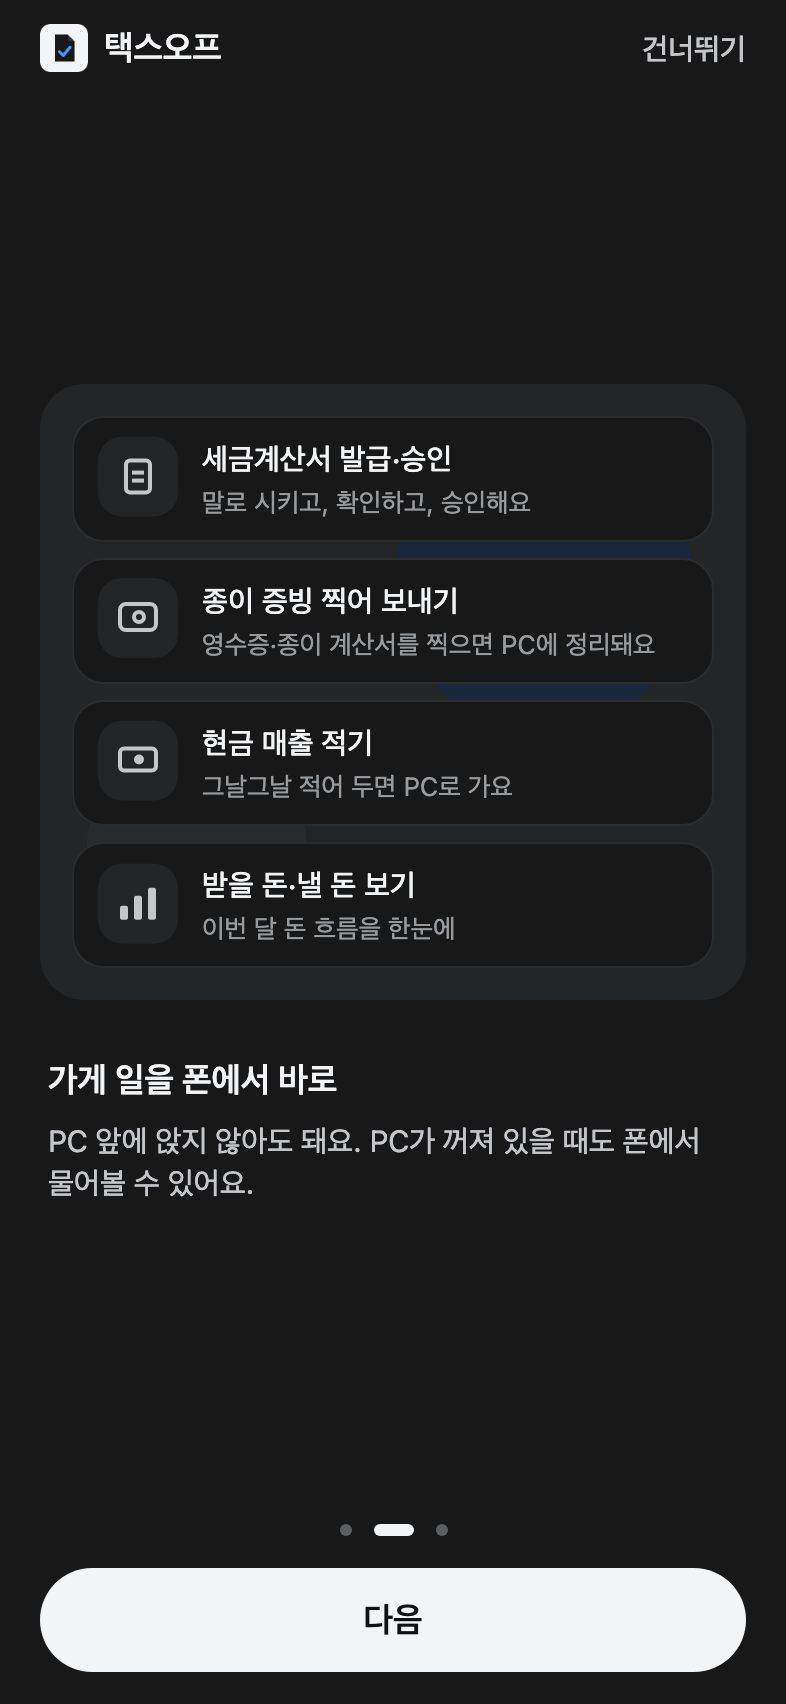 택스오프
건너뛰기
세금계산서 발급·승인
말로 시키고, 확인하고, 승인해요
종이 증빙 찍어 보내기
영수증·종이 계산서를 찍으면 PC에 정리돼요
현금 매출 적기
그날그날 적어 두면 PC로 가요
받을 돈·낼 돈 보기
이번 달 돈 흐름을 한눈에
가게 일을 폰에서 바로
PC 앞에 앉지 않아도 돼요. PC가 꺼져 있을 때도 폰에서
물어볼 수 있어요.
다음